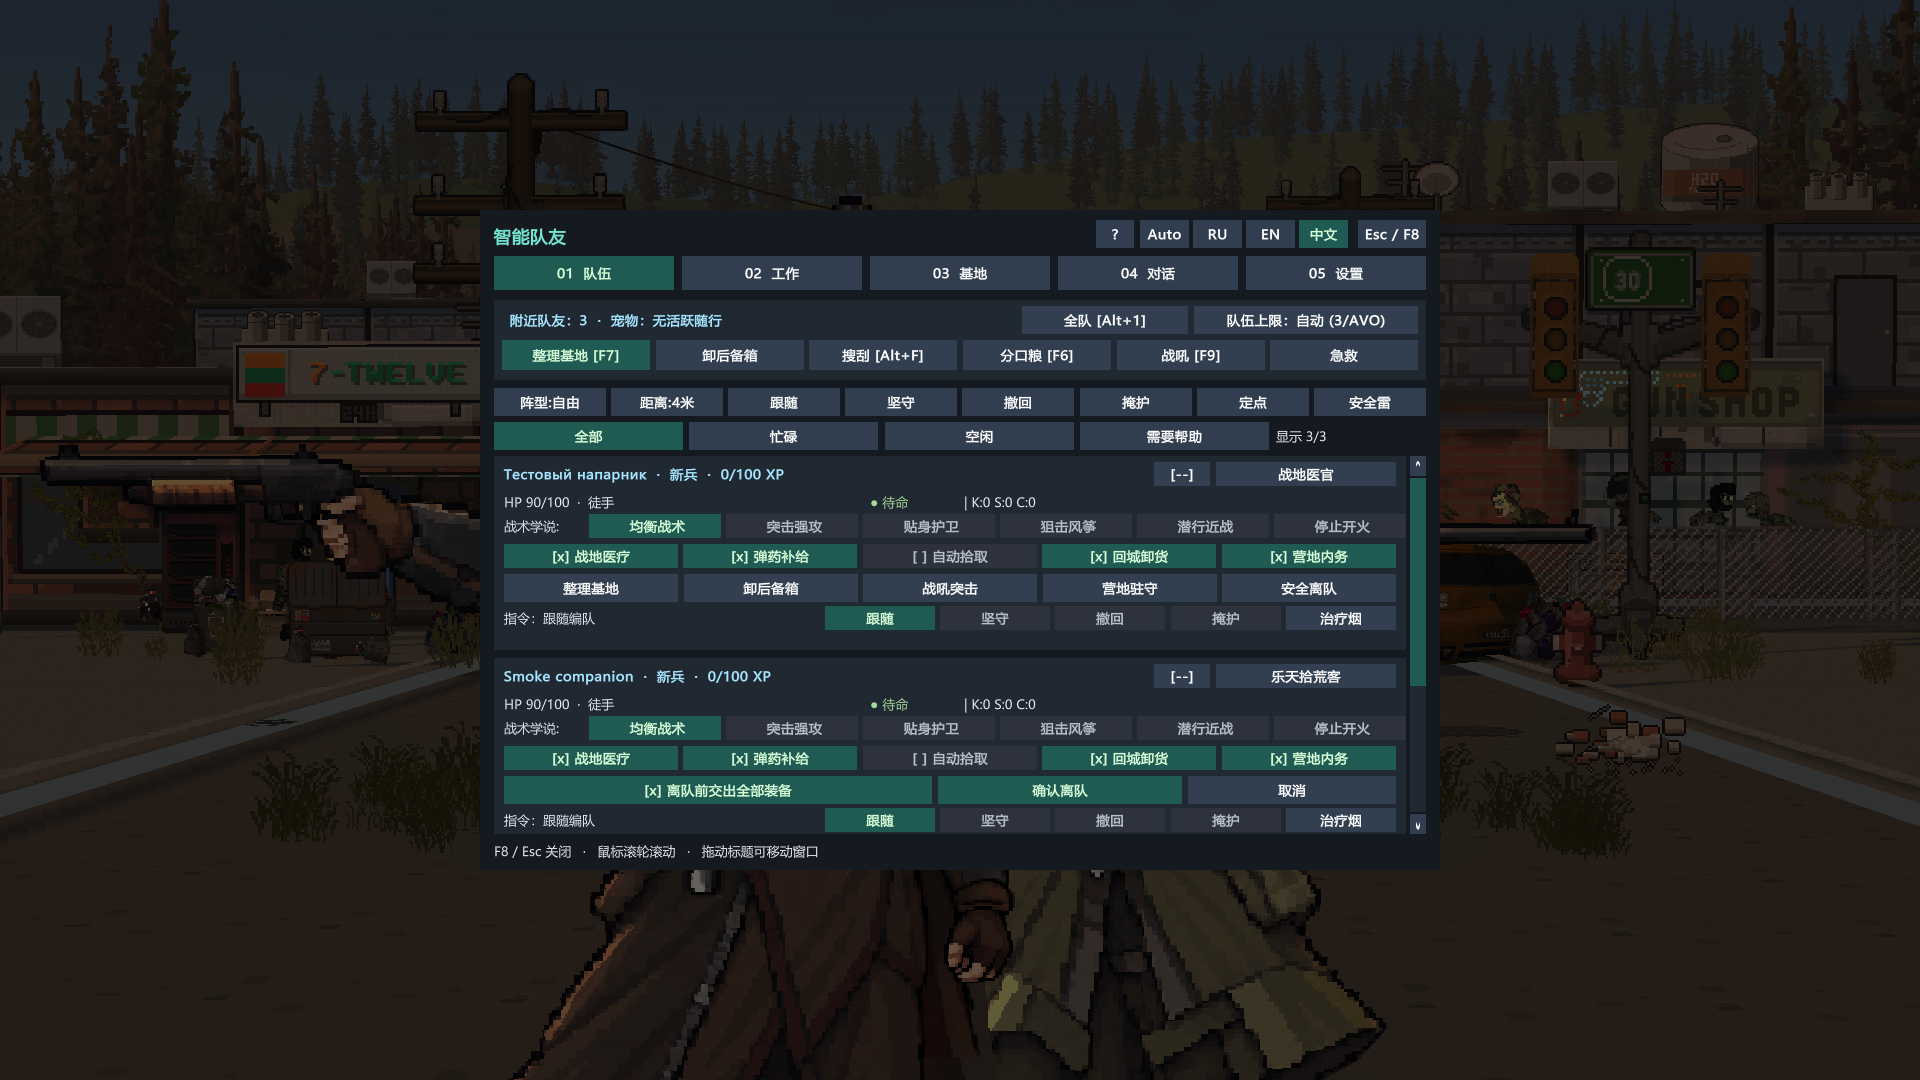 智能队友 ? Auto RU EN 中文 Esc / F8
01 队伍 02 工作 03 基地 04 对话 05 设置
附近队友: 3 · 宠物: 无活跃随行 全队 [Alt+1] 队伍上限: 自动 (3/AVO)
整理基地 [F7] 卸后备箱 搜刮 [Alt+F] 分口粮 [F6] 战吼 [F9] 急救
阵型:自由 距离:4米 跟随 坚守 撤回 掩护 定点 安全雷
全部 忙碌 空闲 需要帮助 显示 3/3
Тестовый напарник · 新兵 · 0/100 XP [--] 战地医官
HP 90/100 · 徒手 ● 待命 | K:0 S:0 C:0
战术学说: 均衡战术 突击强攻 贴身护卫 狙击风筝 潜行近战 停止开火
[x] 战地医疗 [x] 弹药补给 [ ] 自动拾取 [x] 回城卸货 [x] 营地内务
整理基地 卸后备箱 战吼突击 营地驻守 安全离队
指令: 跟随编队 跟随 坚守 撤回 掩护 治疗烟
Smoke companion · 新兵 · 0/100 XP [--] 乐天拾荒客
HP 90/100 · 徒手 ● 待命 | K:0 S:0 C:0
战术学说: 均衡战术 突击强攻 贴身护卫 狙击风筝 潜行近战 停止开火
[x] 战地医疗 [x] 弹药补给 [ ] 自动拾取 [x] 回城卸货 [x] 营地内务
[x] 离队前交出全部装备 确认离队 取消
指令: 跟随编队 跟随 坚守 撤回 掩护 治疗烟
F8 / Esc 关闭 · 鼠标滚轮滚动 · 拖动标题可移动窗口
7-TWELVE
24H
H2O
30
GUN SHOP